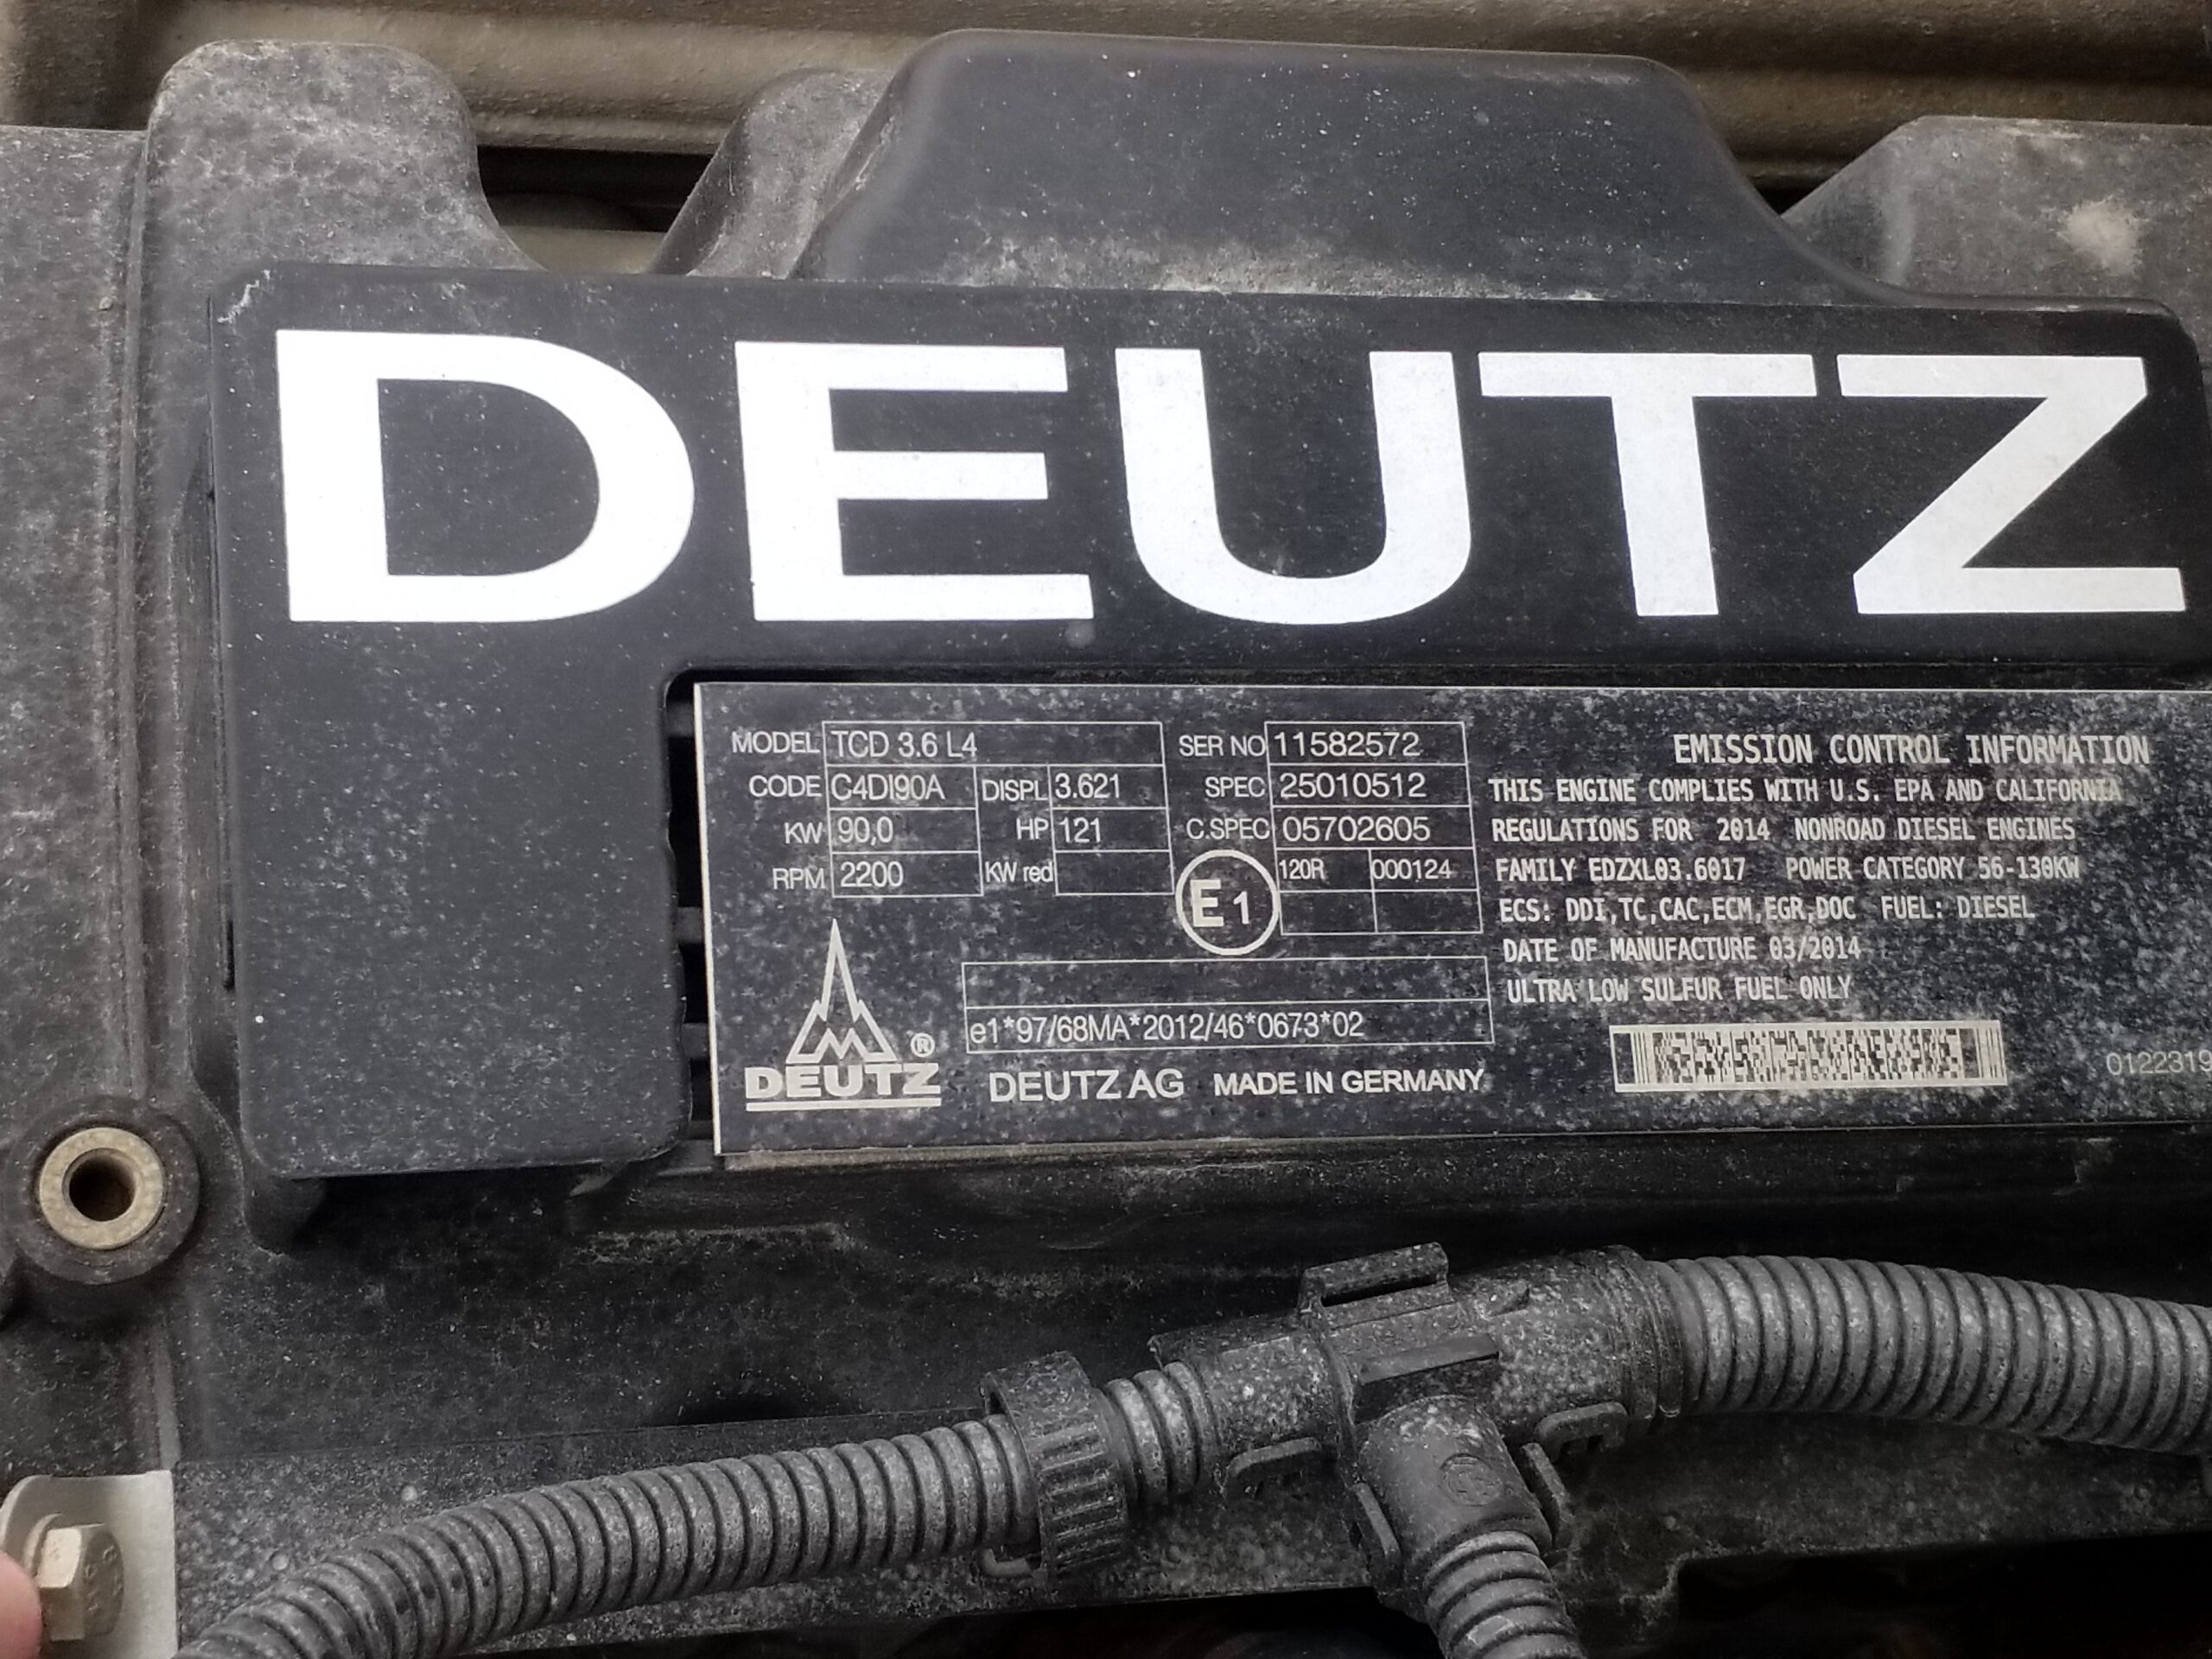 DEUTZ
MODEL TCD 3.6 L4 SER NO 11582572
CODE C4DI90A DISPL 3.621 SPEC 25010512
KW 90,0 HP 121 C.SPEC 05702605
RPM 2200 KW red E1 120R 000124
e1*97/68MA*2012/46*0673*02
DEUTZ ®
DEUTZ AG MADE IN GERMANY
EMISSION CONTROL INFORMATION
THIS ENGINE COMPLIES WITH U.S. EPA AND CALIFORNIA
REGULATIONS FOR 2014 NONROAD DIESEL ENGINES
FAMILY EDZXL03.6017 POWER CATEGORY 56-130KW
ECS: DDI,TC,CAC,ECM,EGR,DOC FUEL: DIESEL
DATE OF MANUFACTURE 03/2014
ULTRA LOW SULFUR FUEL ONLY